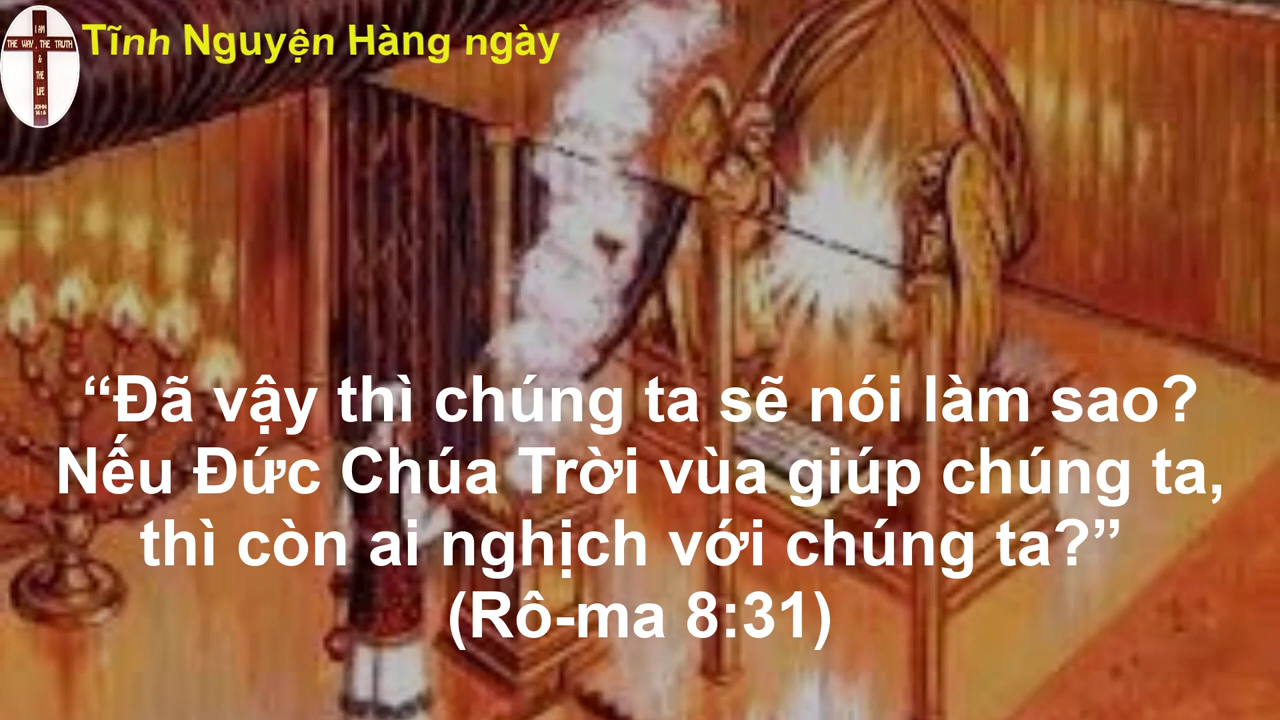 I AM
THE WAY, THE TRUTH
&
THE
LIFE
JOHN
14:6
Tĩnh Nguyện Hàng ngày
“Đã vậy thì chúng ta sẽ nói làm sao?
Nếu Đức Chúa Trời vùa giúp chúng ta,
thì còn ai nghịch với chúng ta?”
(Rô-ma 8:31)